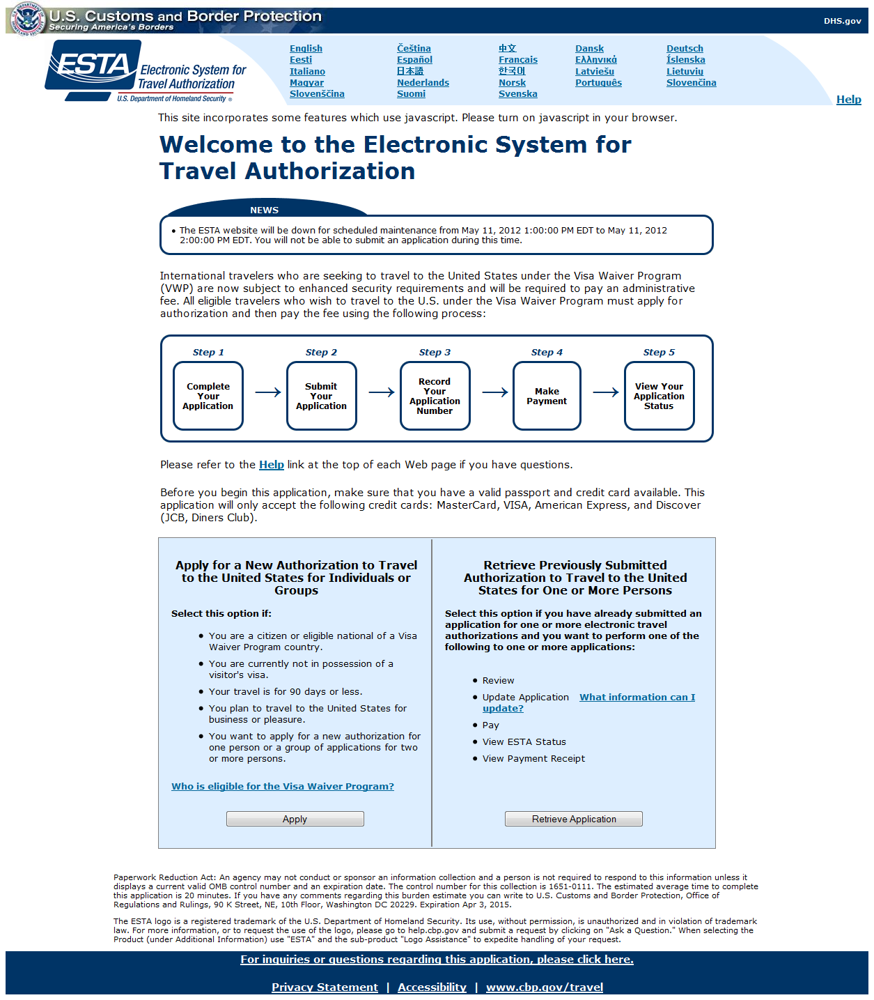 U.S. Customs and Border Protection
Securing America's Borders
DHS.gov
ESTA
Electronic System for
Travel Authorization
U.S. Department of Homeland Security ®
English
Čeština
中文
Dansk
Deutsch
Eesti
Español
Français
Ελληνικά
Íslenska
Italiano
日本語
한국어
Latviešu
Lietuvių
Magyar
Nederlands
Norsk
Português
Slovenčina
Slovenščina
Suomi
Svenska
Help
This site incorporates some features which use javascript. Please turn on javascript in your browser.
Welcome to the Electronic System for
Travel Authorization
NEWS
• The ESTA website will be down for scheduled maintenance from May 11, 2012 1:00:00 PM EDT to May 11, 2012
2:00:00 PM EDT. You will not be able to submit an application during this time.
International travelers who are seeking to travel to the United States under the Visa Waiver Program
(VWP) are now subject to enhanced security requirements and will be required to pay an administrative
fee. All eligible travelers who wish to travel to the U.S. under the Visa Waiver Program must apply for
authorization and then pay the fee using the following process:
Step 1
Complete
Your
Application
Step 2
Submit
Your
Application
Step 3
Record
Your
Application
Number
Step 4
Make
Payment
Step 5
View Your
Application
Status
Please refer to the Help link at the top of each Web page if you have questions.
Before you begin this application, make sure that you have a valid passport and credit card available. This
application will only accept the following credit cards: MasterCard, VISA, American Express, and Discover
(JCB, Diners Club).
Apply for a New Authorization to Travel
to the United States for Individuals or
Groups
Select this option if:
• You are a citizen or eligible national of a Visa
Waiver Program country.
• You are currently not in possession of a
visitor's visa.
• Your travel is for 90 days or less.
• You plan to travel to the United States for
business or pleasure.
• You want to apply for a new authorization for
one person or a group of applications for two
or more persons.
Who is eligible for the Visa Waiver Program?
Apply
Retrieve Previously Submitted
Authorization to Travel to the United
States for One or More Persons
Select this option if you have already submitted an
application for one or more electronic travel
authorizations and you want to perform one of the
following to one or more applications:
• Review
• Update Application What information can I
update?
• Pay
• View ESTA Status
• View Payment Receipt
Retrieve Application
Paperwork Reduction Act: An agency may not conduct or sponsor an information collection and a person is not required to respond to this information unless it
displays a current valid OMB control number and an expiration date. The control number for this collection is 1651-0111. The estimated average time to complete
this application is 20 minutes. If you have any comments regarding this burden estimate you can write to U.S. Customs and Border Protection, Office of
Regulations and Rulings, 90 K Street, NE, 10th Floor, Washington DC 20229. Expiration Apr 3, 2015.
The ESTA logo is a registered trademark of the U.S. Department of Homeland Security. Its use, without permission, is unauthorized and in violation of trademark
law. For more information, or to request the use of the logo, please go to help.cbp.gov and submit a request by clicking on "Ask a Question." When selecting the
Product (under Additional Information) use "ESTA" and the sub-product "Logo Assistance" to expedite handling of your request.
For inquiries or questions regarding this application, please click here.
Privacy Statement | Accessibility | www.cbp.gov/travel